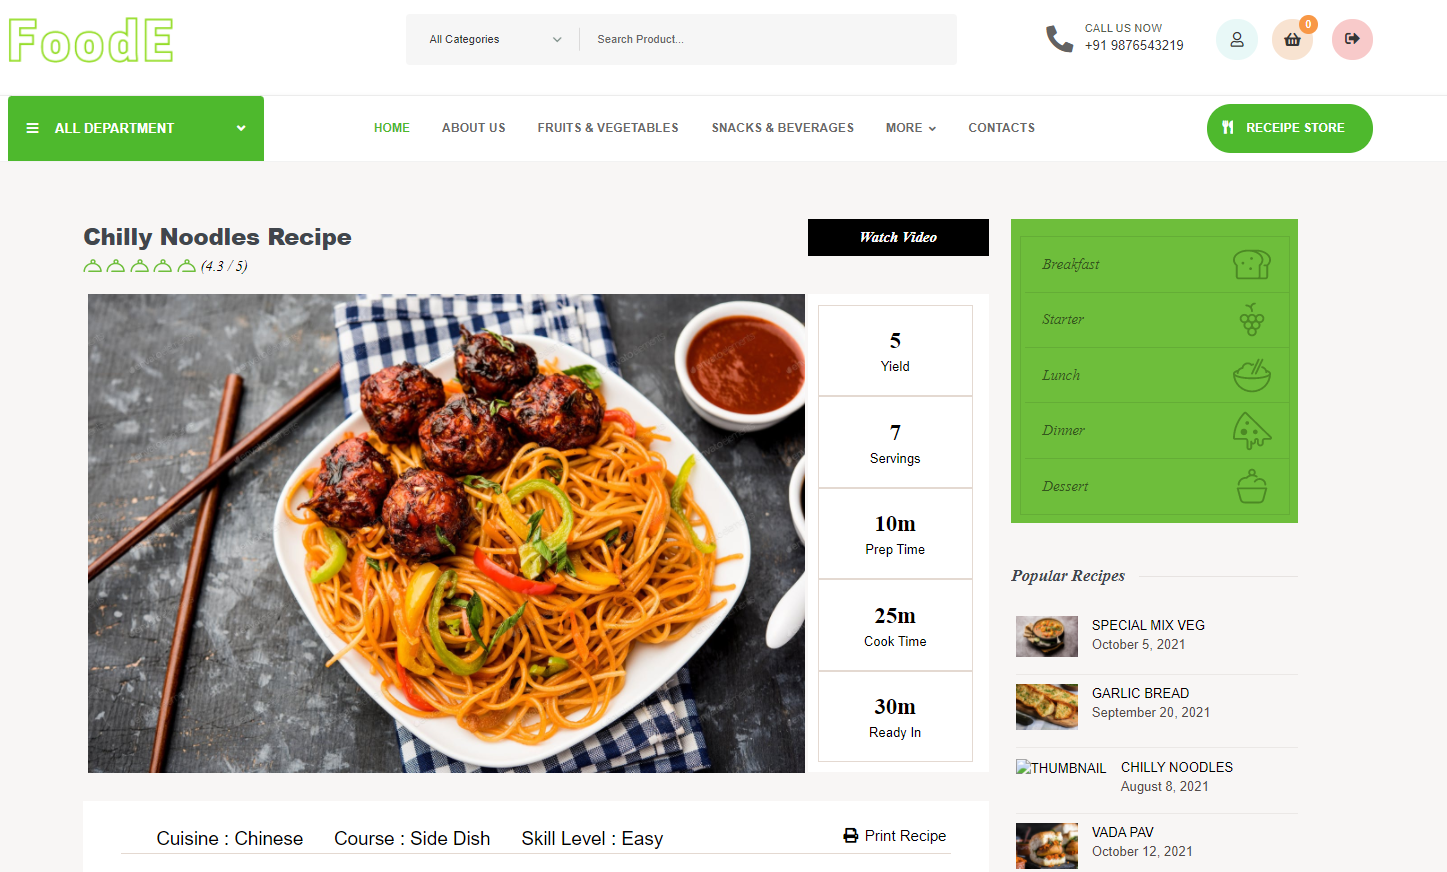 FoodE
All Categories
Search Product...
CALL US NOW
+91 9876543219
0
ALL DEPARTMENT
HOME
ABOUT US
FRUITS & VEGETABLES
SNACKS & BEVERAGES
MORE
CONTACTS
RECEIPE STORE
Chilly Noodles Recipe
(4.3 / 5)
Watch Video
5
Yield
7
Servings
10m
Prep Time
25m
Cook Time
30m
Ready In
Cuisine : Chinese
Course : Side Dish
Skill Level : Easy
Print Recipe
Breakfast
Starter
Lunch
Dinner
Dessert
Popular Recipes
SPECIAL MIX VEG
October 5, 2021
GARLIC BREAD
September 20, 2021
THUMBNAIL
CHILLY NOODLES
August 8, 2021
VADA PAV
October 12, 2021